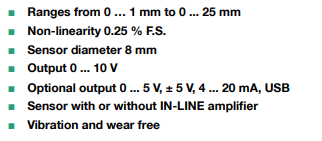 ■ Ranges from 0 ... 1 mm to 0 ... 25 mm
■ Non-linearity 0.25 % F.S.
■ Sensor diameter 8 mm
■ Output 0 ... 10 V
■ Optional output 0 ... 5 V, ± 5 V, 4 ... 20 mA, USB
■ Sensor with or without IN-LINE amplifier
■ Vibration and wear free